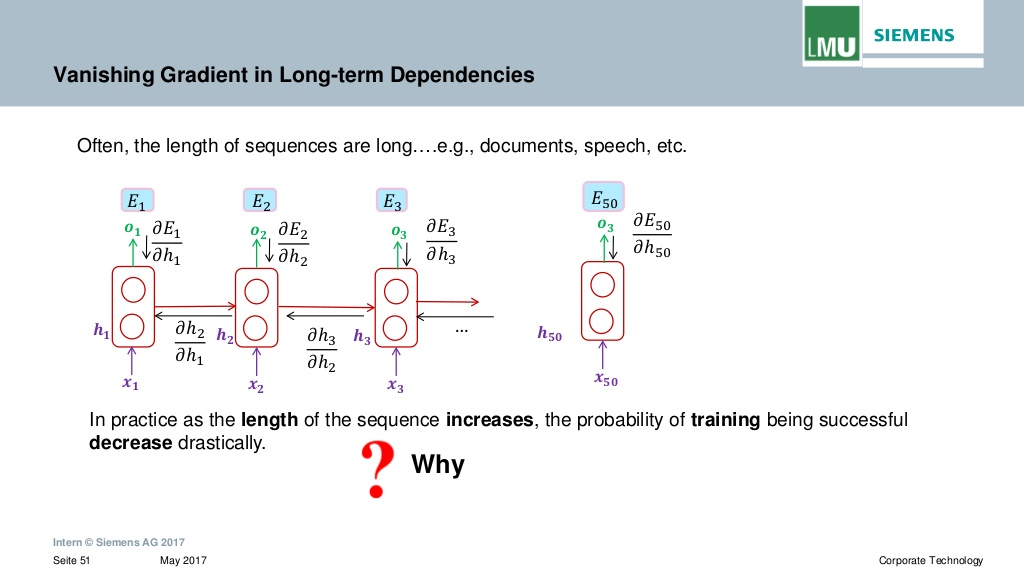 LMU
SIEMENS
Vanishing Gradient in Long-term Dependencies
Often, the length of sequences are long….e.g., documents, speech, etc.
E₁ E₂ E₃ E₅₀
o₁ ∂E₁/∂h₁ o₂ ∂E₂/∂h₂ o₃ ∂E₃/∂h₃ o₃ ∂E₅₀/∂h₅₀
h₁ ∂h₂/∂h₁ h₂ ∂h₃/∂h₂ h₃ ... h₅₀
x₁ x₂ x₃ x₅₀
In practice as the length of the sequence increases, the probability of training being successful
decrease drastically.
? Why
Intern © Siemens AG 2017
Seite 51 May 2017 Corporate Technology